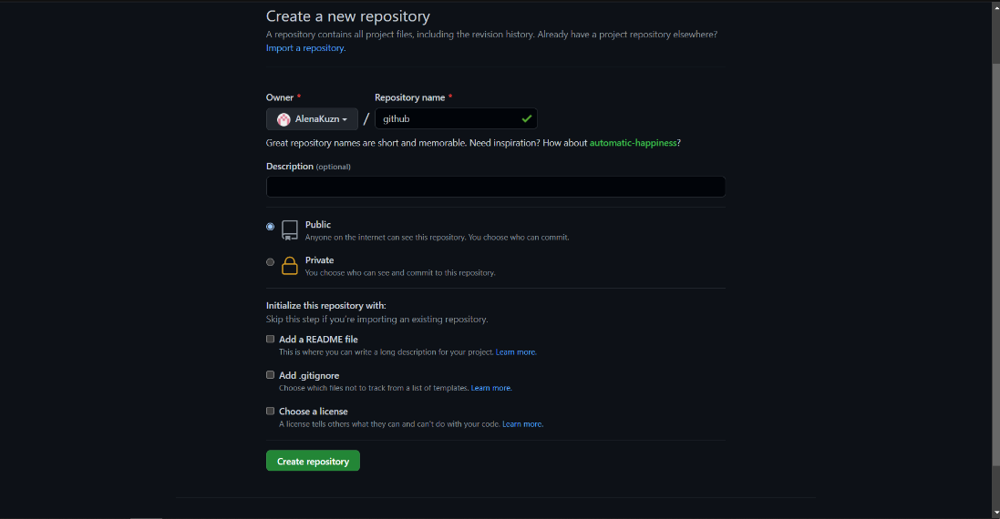 Create a new repository
A repository contains all project files, including the revision history. Already have a project repository elsewhere?
Import a repository.
Owner * Repository name *
AlenaKuzn / github
Great repository names are short and memorable. Need inspiration? How about automatic-happiness?
Description (optional)
Public
Anyone on the internet can see this repository. You choose who can commit.
Private
You choose who can see and commit to this repository.
Initialize this repository with:
Skip this step if you're importing an existing repository.
Add a README file
This is where you can write a long description for your project. Learn more.
Add .gitignore
Choose which files not to track from a list of templates. Learn more.
Choose a license
A license tells others what they can and can't do with your code. Learn more.
Create repository